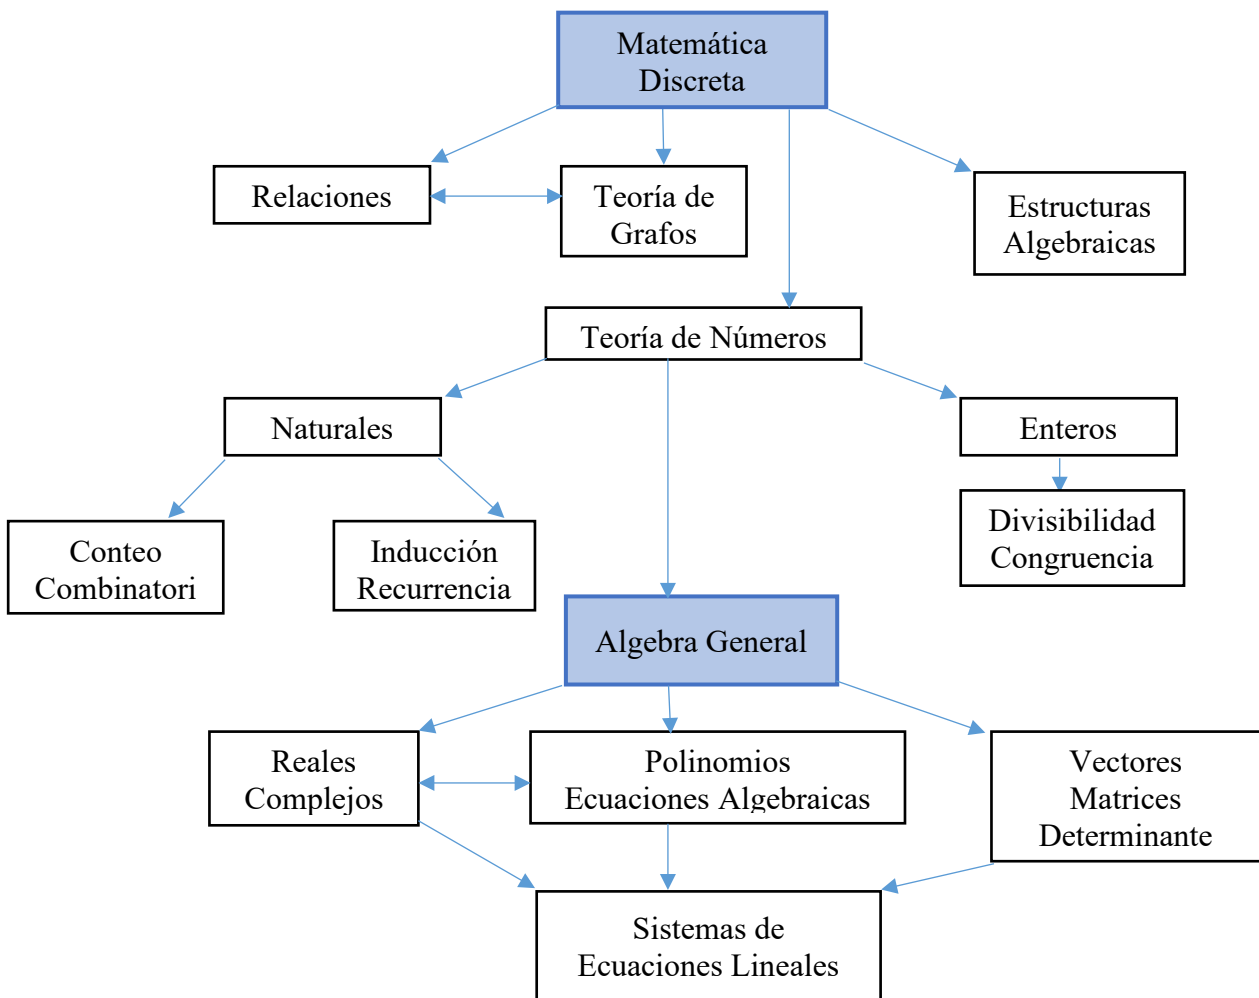 Matemática
Discreta
Relaciones
Teoría de
Grafos
Estructuras
Algebraicas
Teoría de Números
Naturales
Enteros
Conteo
Combinatori
Inducción
Recurrencia
Divisibilidad
Congruencia
Algebra General
Reales
Complejos
Polinomios
Ecuaciones Algebraicas
Vectores
Matrices
Determinante
Sistemas de
Ecuaciones Lineales